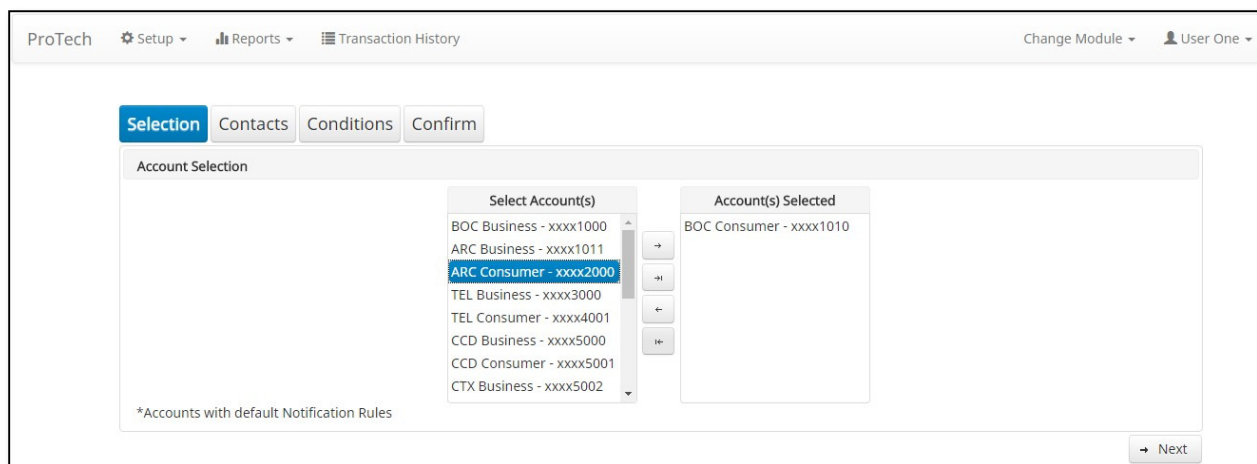 ProTech Setup Reports Transaction History Change Module User One
Selection Contacts Conditions Confirm
Account Selection
Select Account(s) Account(s) Selected
BOC Business - xxxx1000 BOC Consumer - xxxx1010
ARC Business - xxxx1011
ARC Consumer - xxxx2000
TEL Business - xxxx3000
TEL Consumer - xxxx4001
CCD Business - xxxx5000
CCD Consumer - xxxx5001
CTX Business - xxxx5002
*Accounts with default Notification Rules
Next